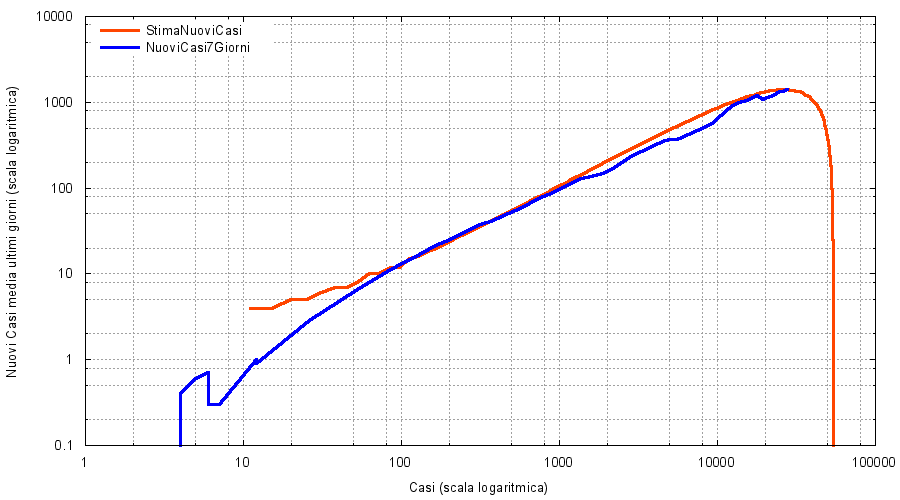 10000
StimaNuoviCasi
NuoviCasi7Giorni
1000
100
10
1
0.1
Nuovi Casi media ultimi giorni (scala logaritmica)
1 10 100 1000 10000 100000
Casi (scala logaritmica)